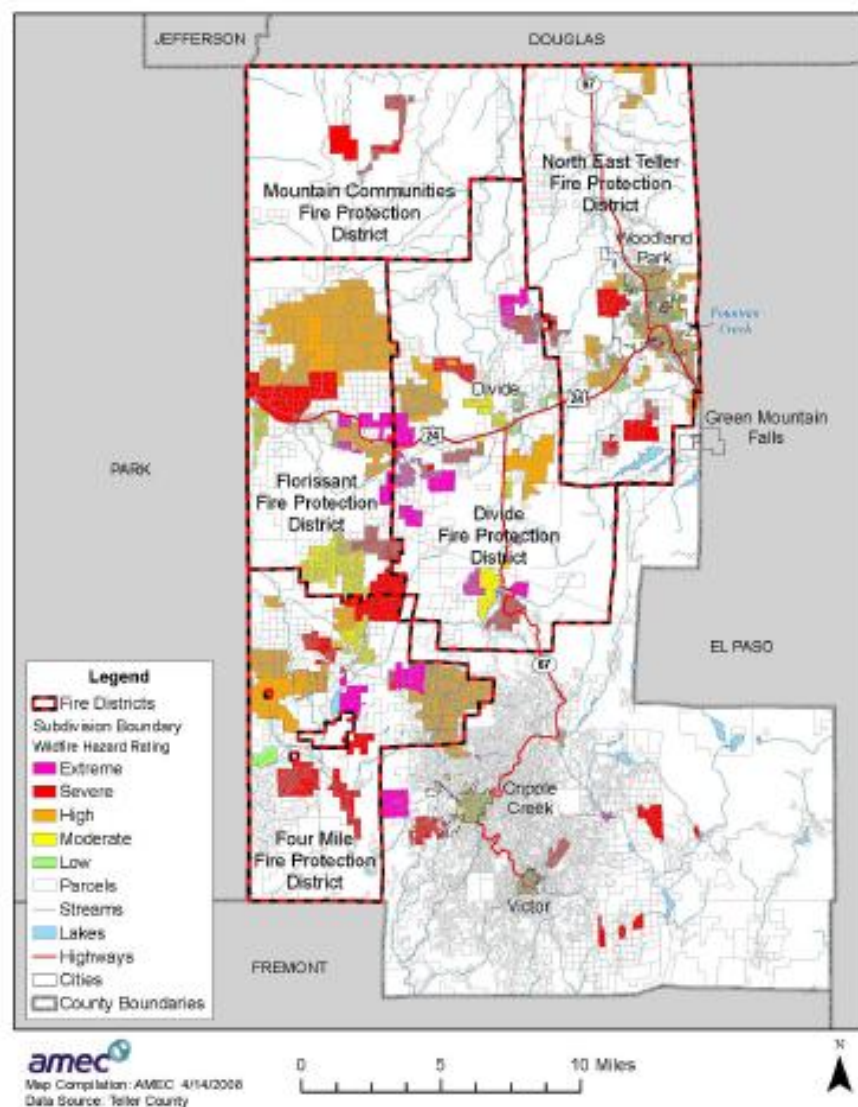 JEFFERSON
DOUGLAS
67
North East Teller
Fire Protection
District
Mountain Communities
Fire Protection
District
Woodland
Park
Fountain
Creek
Divide
24
24
Green Mountain
Falls
PARK
Florissant
Fire Protection
District
Divide
Fire Protection
District
EL PASO
67
Legend
Fire Districts
Subdivision Boundary
Wildfire Hazard Rating
Extreme
Severe
High
Moderate
Low
Parcels
Streams
Lakes
Highways
Cities
County Boundaries
Cripple
Creek
Four Mile
Fire Protection
District
Victor
FREMONT
amec
Map Compilation: AMEC 4/14/2008
Data Source: Teller County
0 5 10 Miles
N